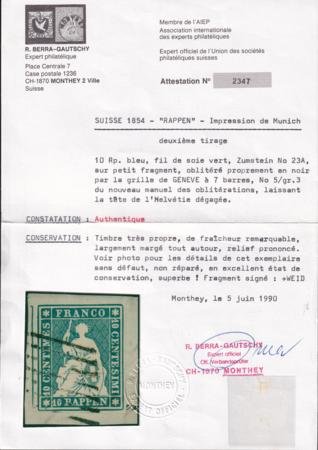 Membre de l'AIEP
Association internationale
des experts philatéliques
R. BERRA-GAUTSCHY
Expert philatélique
Place Centrale 7
Case postale 1236
CH-1870 MONTHEY 2 Ville
Suisse
Expert officiel de l'Union des sociétés
philatéliques suisses
Attestation N° 2347
SUISSE 1854 - "RAPPEN" - Impression de Munich
deuxième tirage
10 Rp. bleu, fil de soie vert, Zumstein No 23A,
sur petit fragment, oblitéré proprement en noir
par la grille de GENEVE à 7 barres, No 5/gr.3
du nouveau manuel des oblitérations, laissant
la tête de l'Helvétie dégagée.
CONSTATATION : Authentique
CONSERVATION : Timbre très propre, de fraîcheur remarquable,
largement margé tout autour, relief prononcé.
Voir photo pour les détails de cet exemplaire
sans défaut, non réparé, en excellent état de
conservation, superbe ! Fragment signé : +WEID
Monthey, le 5 juin 1990
R. BERRA-GAUTSCHY
Expert officiel
CH-1870 MONTHEY
FRANCO
10 CENTIMES
10 CENTESIMI
10 RAPPEN
MONTHEY